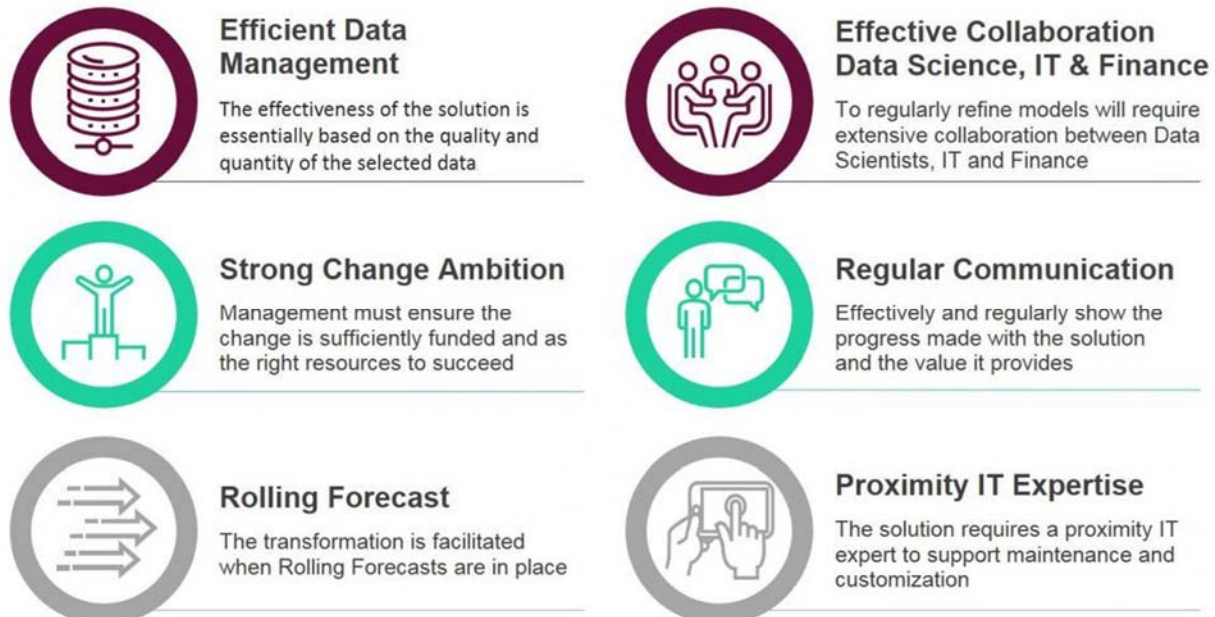 Efficient Data
Management
The effectiveness of the solution is
essentially based on the quality and
quantity of the selected data
Effective Collaboration
Data Science, IT & Finance
To regularly refine models will require
extensive collaboration between Data
Scientists, IT and Finance
Strong Change Ambition
Management must ensure the
change is sufficiently funded and as
the right resources to succeed
Regular Communication
Effectively and regularly show the
progress made with the solution
and the value it provides
Rolling Forecast
The transformation is facilitated
when Rolling Forecasts are in place
Proximity IT Expertise
The solution requires a proximity IT
expert to support maintenance and
customization